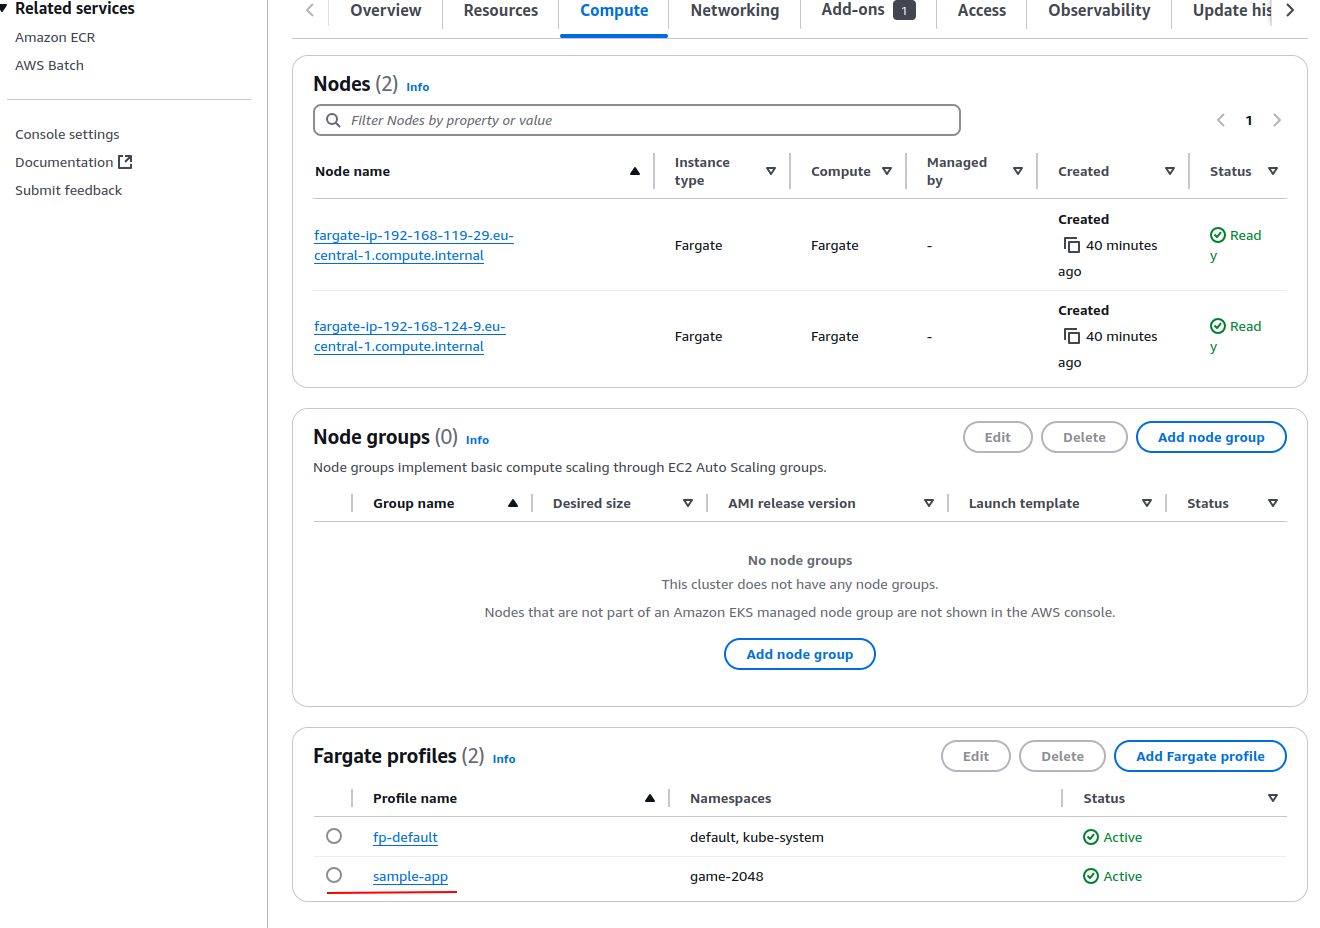 Related services
Amazon ECR
AWS Batch
Console settings
Documentation
Submit feedback
Overview Resources Compute Networking Add-ons 1 Access Observability Update his
Nodes (2) Info
Filter Nodes by property or value
1
Node name Instance type Compute Managed by Created Status
fargate-ip-192-168-119-29.eu-
central-1.compute.internal
Fargate Fargate - Created
40 minutes
ago
Read
y
fargate-ip-192-168-124-9.eu-
central-1.compute.internal
Fargate Fargate - Created
40 minutes
ago
Read
y
Node groups (0) Info
Edit Delete Add node group
Node groups implement basic compute scaling through EC2 Auto Scaling groups.
Group name Desired size AMI release version Launch template Status
No node groups
This cluster does not have any node groups.
Nodes that are not part of an Amazon EKS managed node group are not shown in the AWS console.
Add node group
Fargate profiles (2) Info
Edit Delete Add Fargate profile
Profile name Namespaces Status
fp-default default, kube-system Active
sample-app game-2048 Active